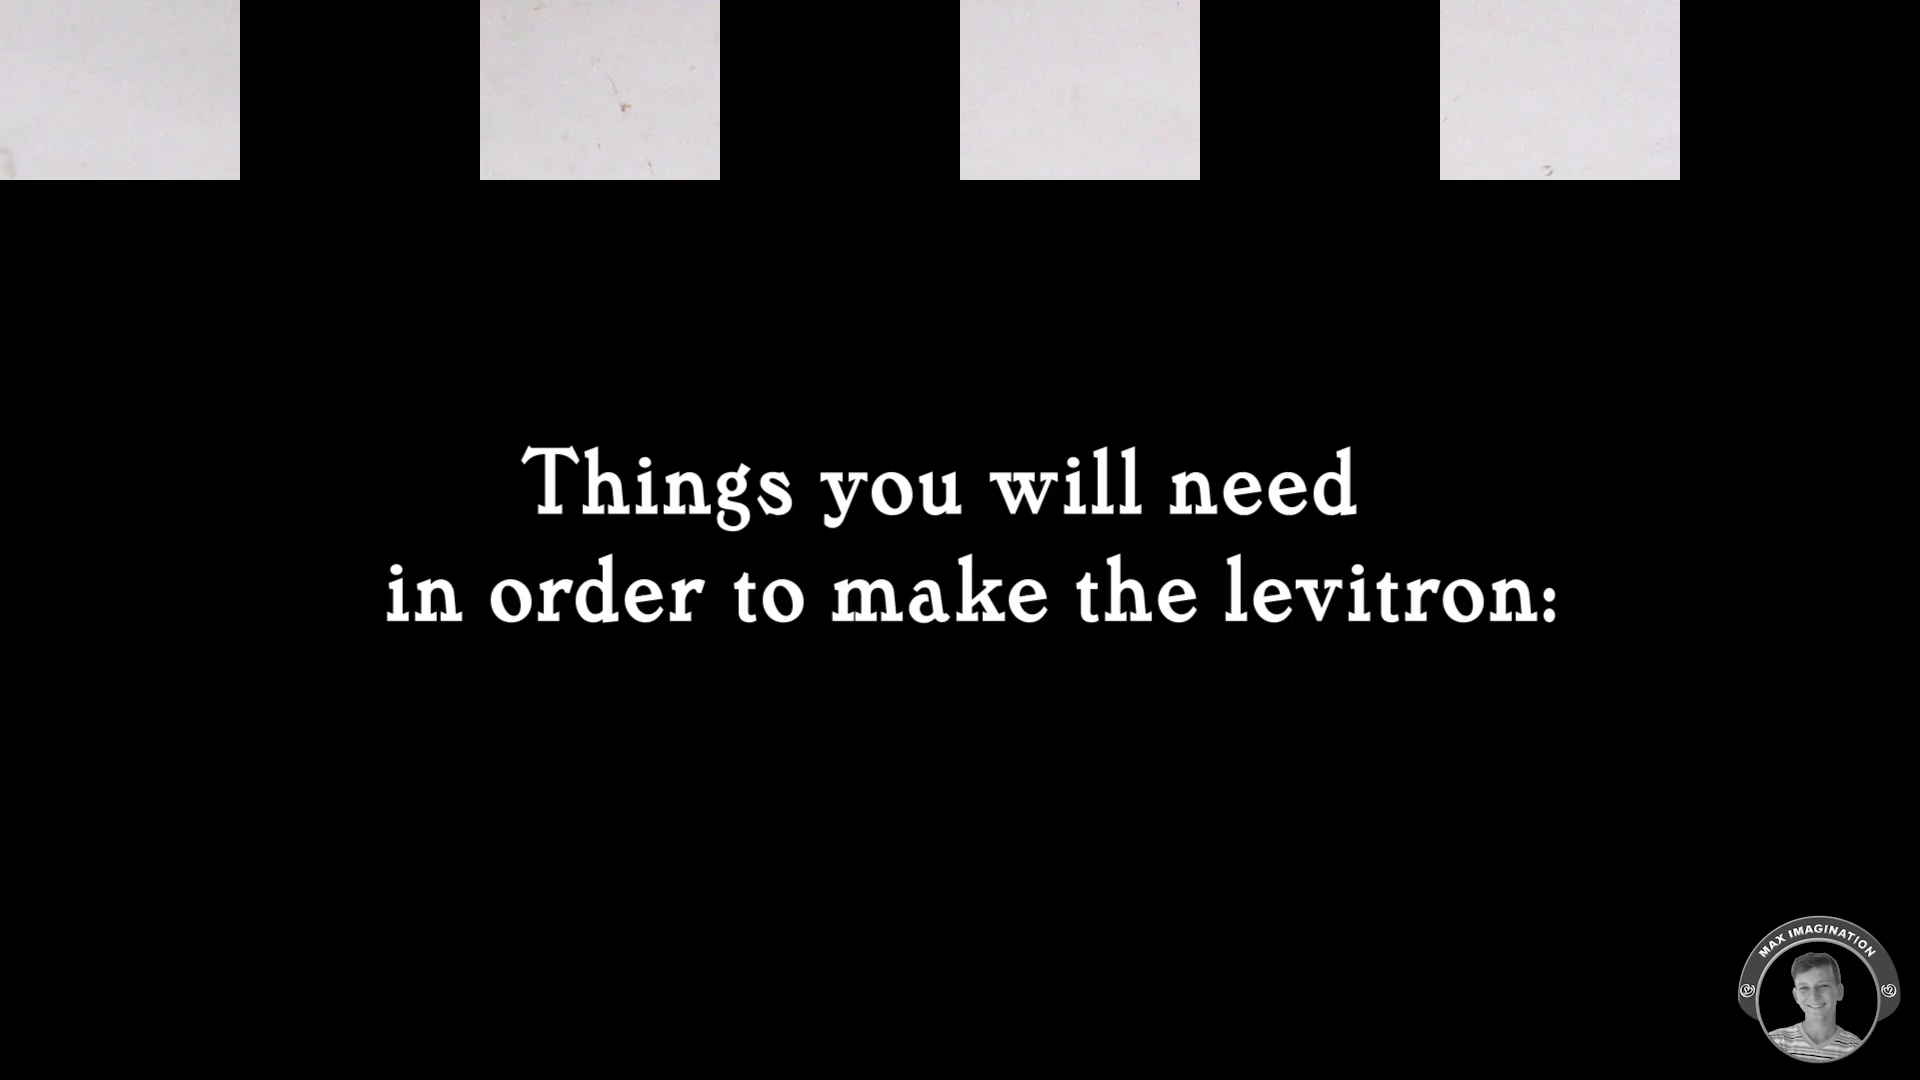 Things you will need
in order to make the levitron:
MAX IMAGINATION